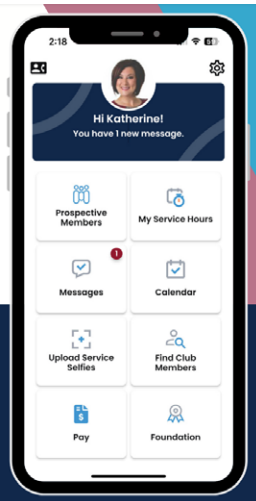 2:18
Hi Katherine!
You have 1 new message.
Prospective
Members
My Service Hours
1
Messages
Calendar
Upload Service
Selfies
Find Club
Members
Pay
Foundation